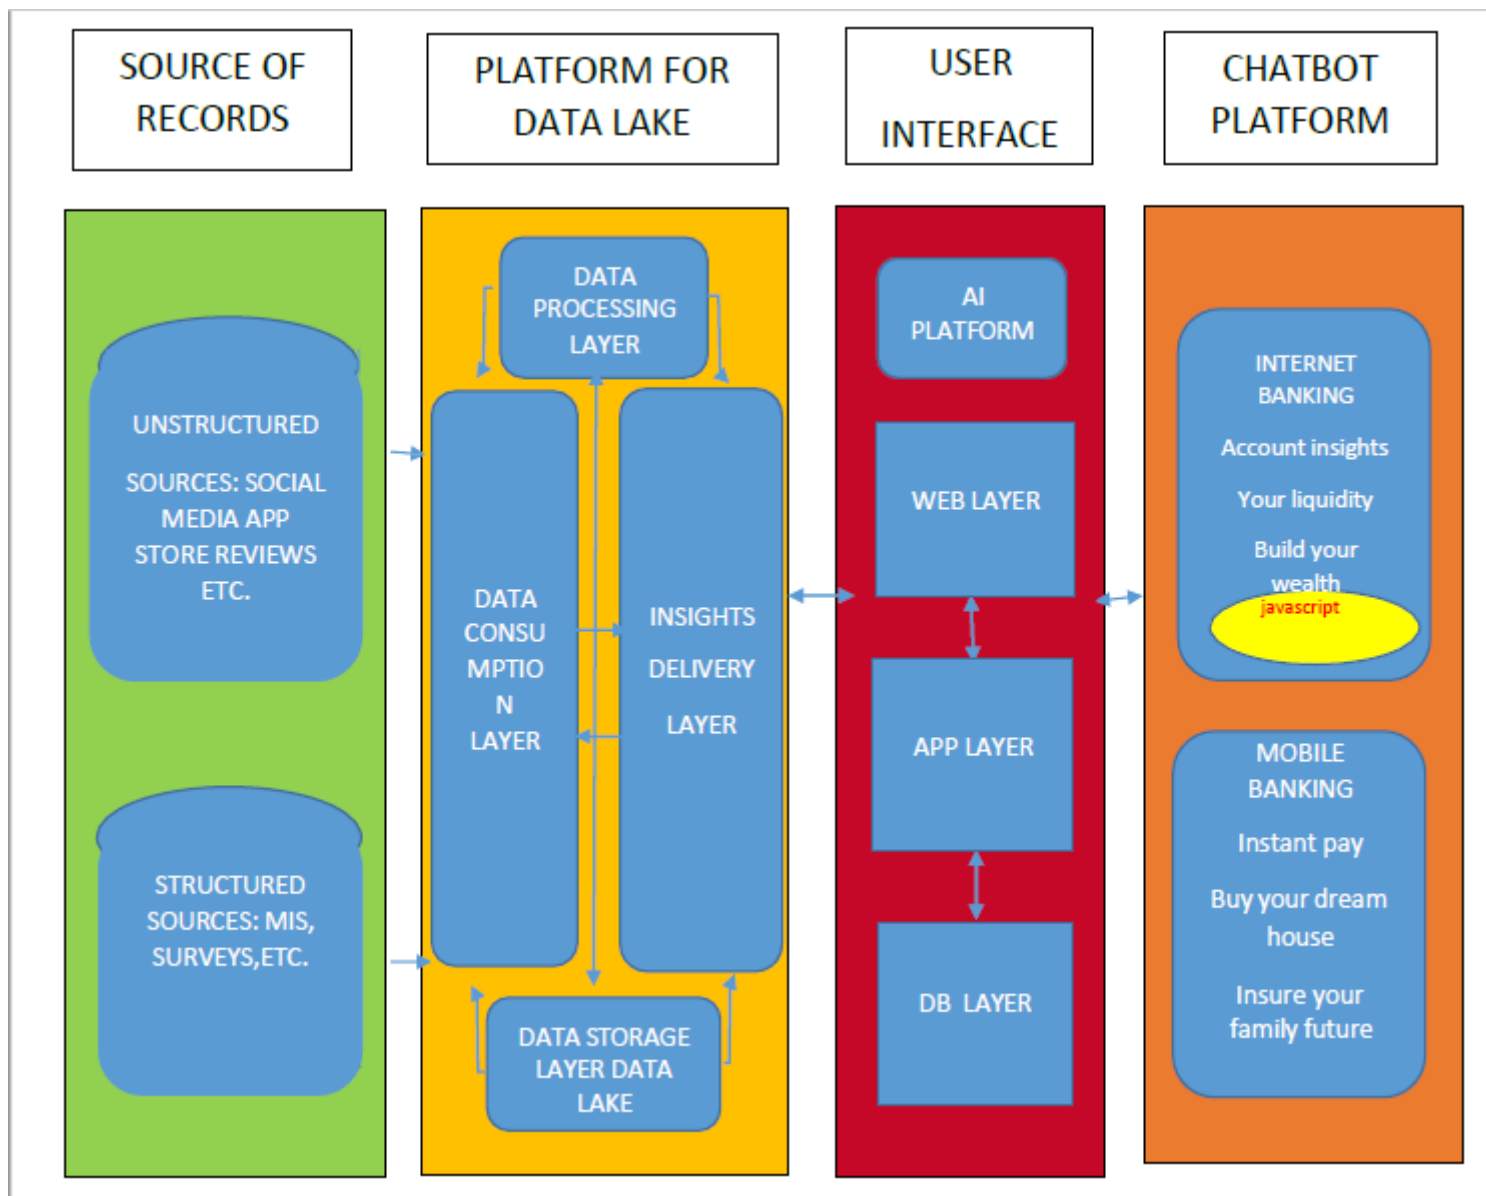 SOURCE OF
RECORDS
PLATFORM FOR
DATA LAKE
USER
INTERFACE
CHATBOT
PLATFORM
UNSTRUCTURED
SOURCES: SOCIAL
MEDIA APP
STORE REVIEWS
ETC.
STRUCTURED
SOURCES: MIS,
SURVEYS,ETC.
DATA
PROCESSING
LAYER
DATA
CONSU
MPTIO
N
LAYER
INSIGHTS
DELIVERY
LAYER
DATA STORAGE
LAYER DATA
LAKE
AI
PLATFORM
WEB LAYER
APP LAYER
DB LAYER
INTERNET
BANKING
Account insights
Your liquidity
Build your
wealth
javascript
MOBILE
BANKING
Instant pay
Buy your dream
house
Insure your
family future